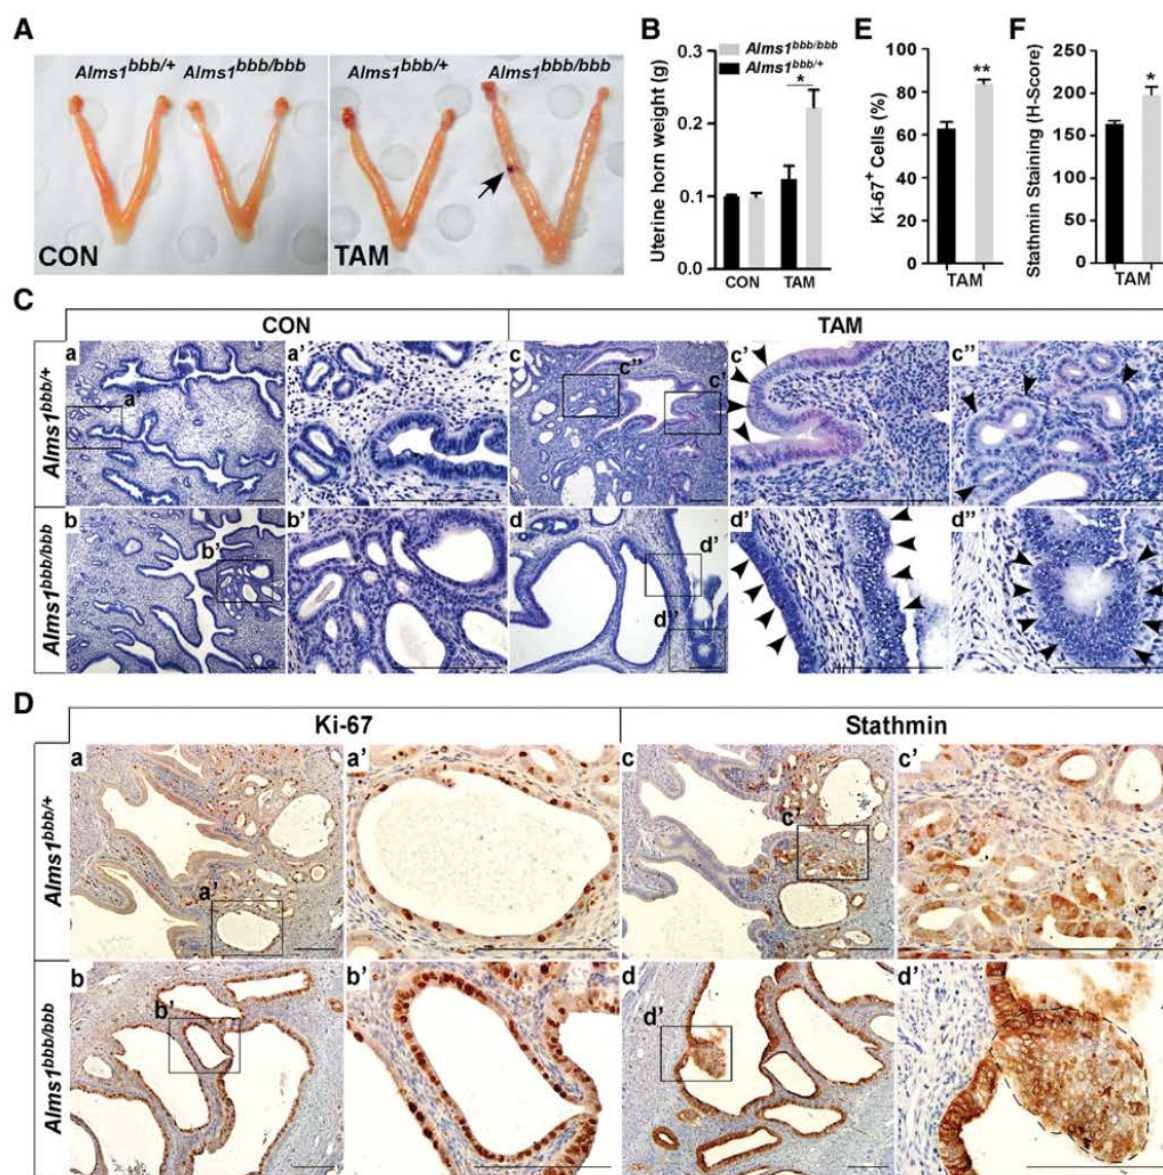 A
Alms1bbb/+ Alms1bbb/bbb
CON
Alms1bbb/+ Alms1bbb/bbb
TAM
B
Uterine horn weight (g)
0.3
0.2
0.1
0.0
Alms1bbb/bbb
Alms1bbb/+
*
CON TAM
E
Ki-67+ Cells (%)
100
80
60
40
20
0
**
TAM
F
Stathmin Staining (H-Score)
250
200
150
100
50
0
*
TAM
C
CON TAM
Alms1bbb/+
a a' a' c c'' c' c' c''
Alms1bbb/bbb
b b' b' d d' d'' d' d''
D
Ki-67 Stathmin
Alms1bbb/+
a a' a' c c' c'
Alms1bbb/bbb
b b' b' d d' d'